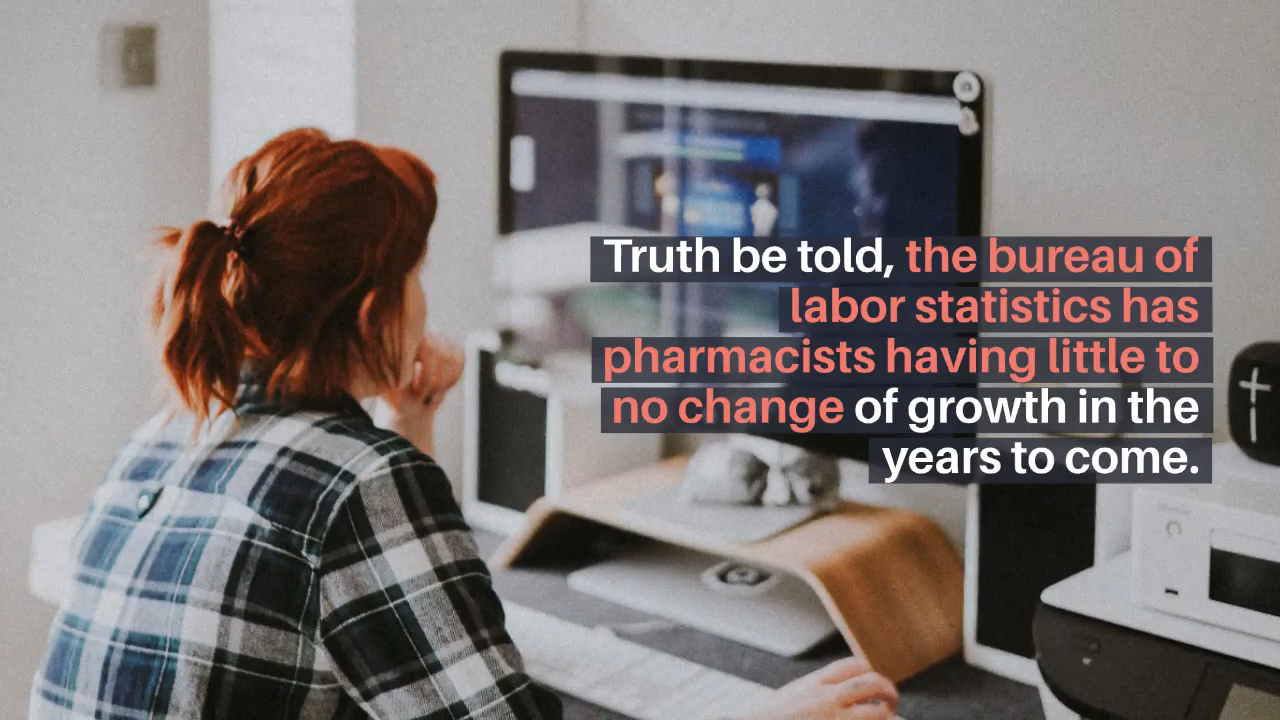 Truth be told, the bureau of
labor statistics has
pharmacists having little to
no change of growth in the
years to come.